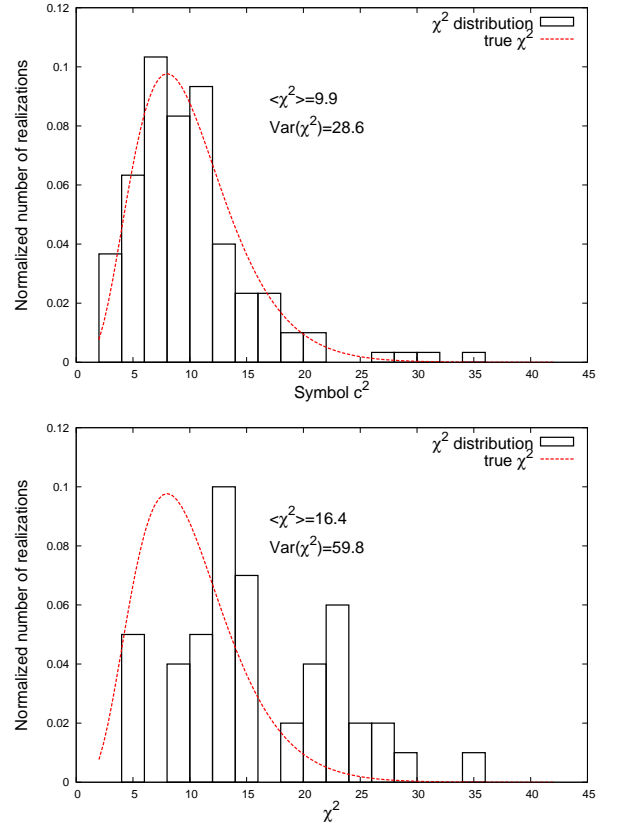 0.12
0.1
0.08
0.06
0.04
0.02
0
Normalized number of realizations
χ² distribution
true χ²
<χ²>=9.9
Var(χ²)=28.6
0 5 10 15 20 25 30 35 40 45
Symbol c²
0.12
0.1
0.08
0.06
0.04
0.02
0
Normalized number of realizations
χ² distribution
true χ²
<χ²>=16.4
Var(χ²)=59.8
0 5 10 15 20 25 30 35 40 45
χ²